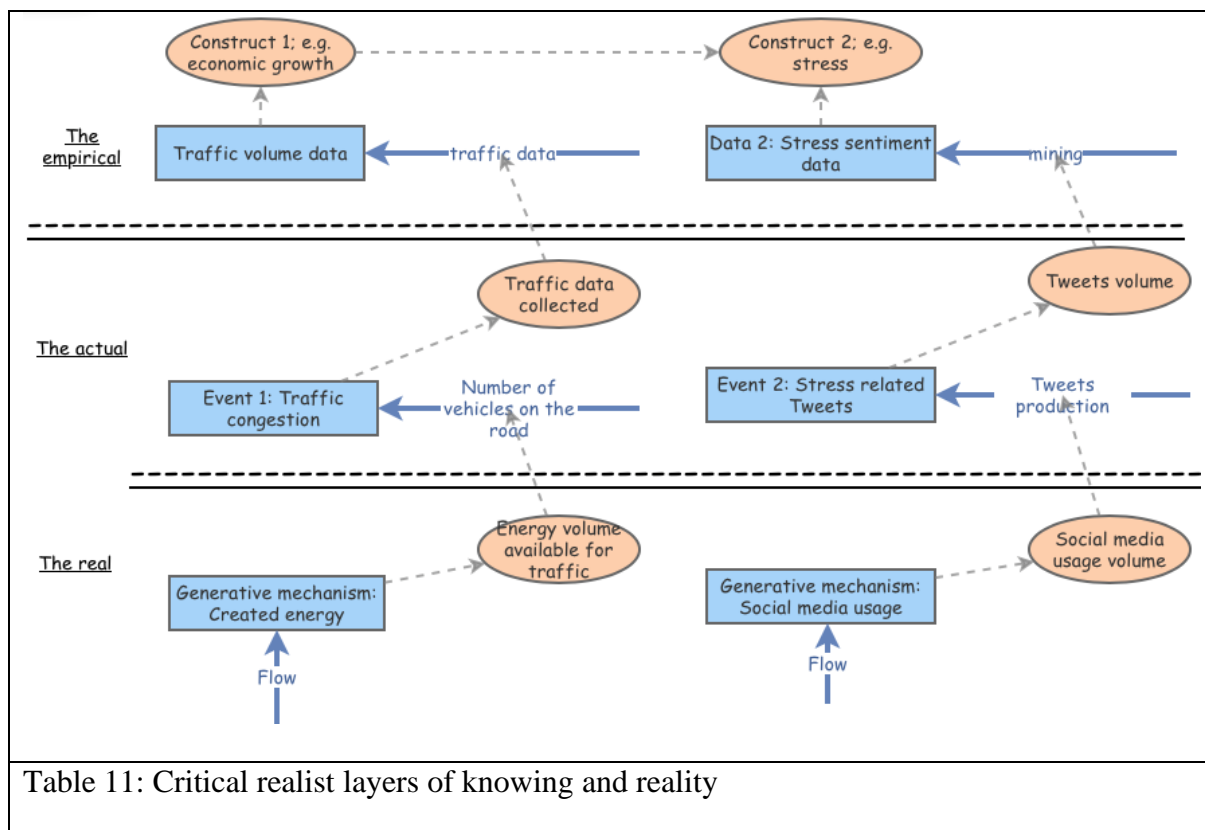 Construct 1; e.g.
economic growth
Construct 2; e.g.
stress
The
empirical
Traffic volume data
traffic data
Data 2: Stress sentiment
data
mining
Traffic data
collected
Tweets volume
The actual
Event 1: Traffic
congestion
Number of
vehicles on the
road
Event 2: Stress related
Tweets
Tweets
production
The real
Energy volume
available for
traffic
Social media
usage volume
Generative mechanism:
Created energy
Generative mechanism:
Social media usage
Flow
Flow
Table 11: Critical realist layers of knowing and reality